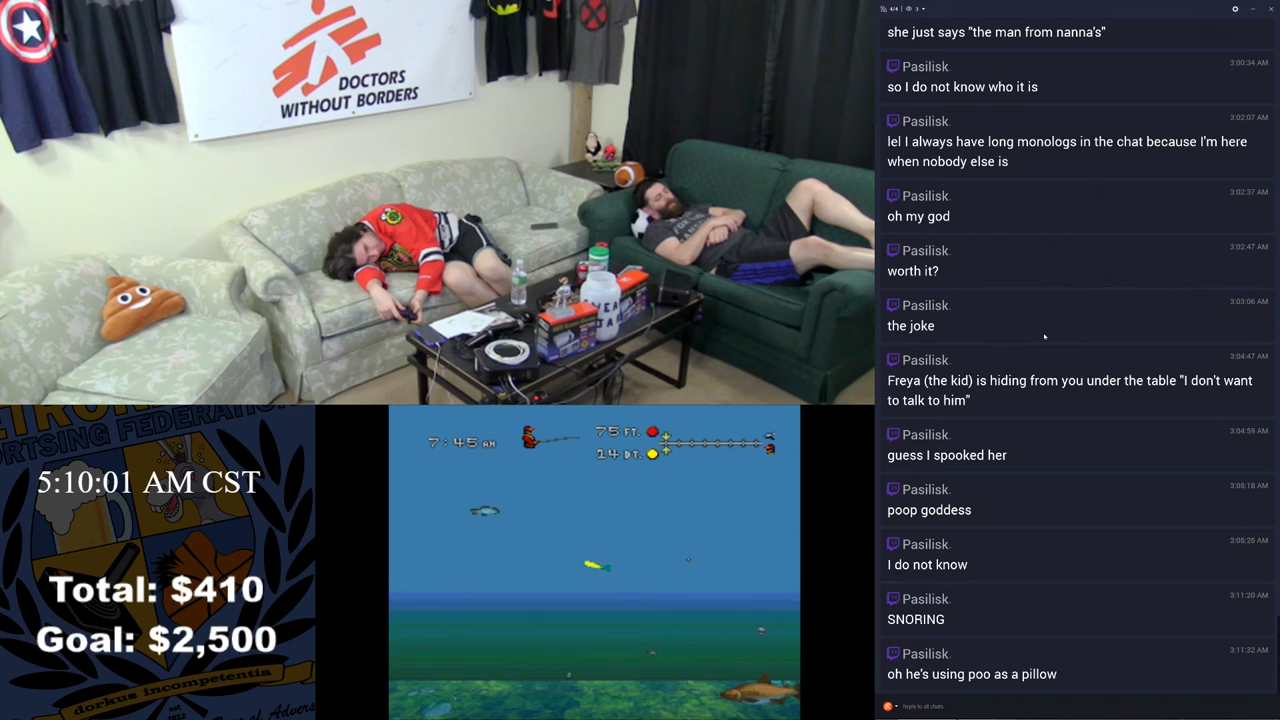 DOCTORS
WITHOUT BORDERS
5:10:01 AM CST
Total: $410
Goal: $2,500
dorkus incompetentia
7:45 AM
75 FT.
14 DT.
4/4
3
she just says "the man from nanna's"
Pasilisk
3:00:34 AM
so I do not know who it is
Pasilisk
3:02:07 AM
lel I always have long monologs in the chat because I'm here
when nobody else is
Pasilisk
3:02:37 AM
oh my god
Pasilisk
3:02:47 AM
worth it?
Pasilisk
3:03:06 AM
the joke
Pasilisk
3:04:47 AM
Freya (the kid) is hiding from you under the table "I don't want
to talk to him"
Pasilisk
3:04:59 AM
guess I spooked her
Pasilisk
3:05:18 AM
poop goddess
Pasilisk
3:05:25 AM
I do not know
Pasilisk
3:11:20 AM
SNORING
Pasilisk
3:11:32 AM
oh he's using poo as a pillow
Reply to all chats